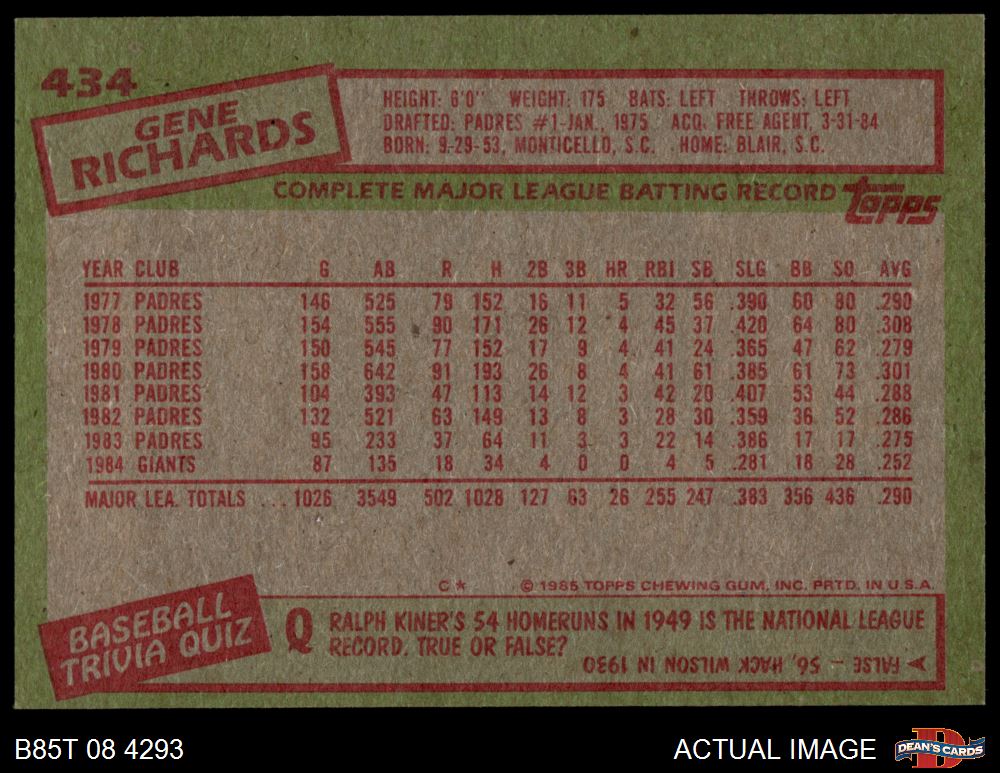 434
GENE
RICHARDS
HEIGHT: 6'0" WEIGHT: 175 BATS: LEFT THROWS: LEFT
DRAFTED: PADRES #1-JAN., 1975 ACQ. FREE AGENT, 3-31-84
BORN: 9-29-53, MONTICELLO, S.C. HOME: BLAIR, S.C.
COMPLETE MAJOR LEAGUE BATTING RECORD
TOPPS
YEAR CLUB G AB R H 2B 3B HR RBI SB SLG BB SO AVG
1977 PADRES 146 525 79 152 16 11 5 32 56 .390 60 80 .290
1978 PADRES 154 555 90 171 26 12 4 45 37 .420 64 80 .308
1979 PADRES 150 545 77 152 17 9 4 41 24 .365 47 62 .279
1980 PADRES 158 642 91 193 26 8 4 41 61 .385 61 73 .301
1981 PADRES 104 393 47 113 14 12 3 42 20 .407 53 44 .288
1982 PADRES 132 521 63 149 13 8 3 28 30 .359 36 52 .286
1983 PADRES 95 233 37 64 11 3 3 22 14 .386 17 17 .275
1984 GIANTS 87 135 18 34 4 0 0 4 5 .281 18 28 .252
MAJOR LEA. TOTALS ... 1026 3549 502 1028 127 63 26 255 247 .383 356 436 .290
C* © 1985 TOPPS CHEWING GUM, INC. PRTD. IN U.S.A.
BASEBALL
TRIVIA QUIZ
Q RALPH KINER'S 54 HOMERUNS IN 1949 IS THE NATIONAL LEAGUE
RECORD. TRUE OR FALSE?
FALSE – 56, HACK WILSON IN 1930
B85T 08 4293
ACTUAL IMAGE
D
DEAN'S CARDS